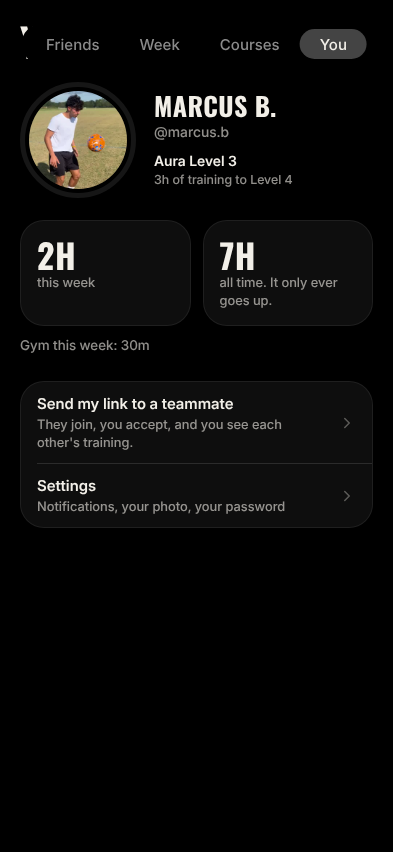 Friends
Week
Courses
You
MARCUS B.
@marcus.b
Aura Level 3
3h of training to Level 4
2H
this week
7H
all time. It only ever
goes up.
Gym this week: 30m
Send my link to a teammate
They join, you accept, and you see each
other's training.
Settings
Notifications, your photo, your password